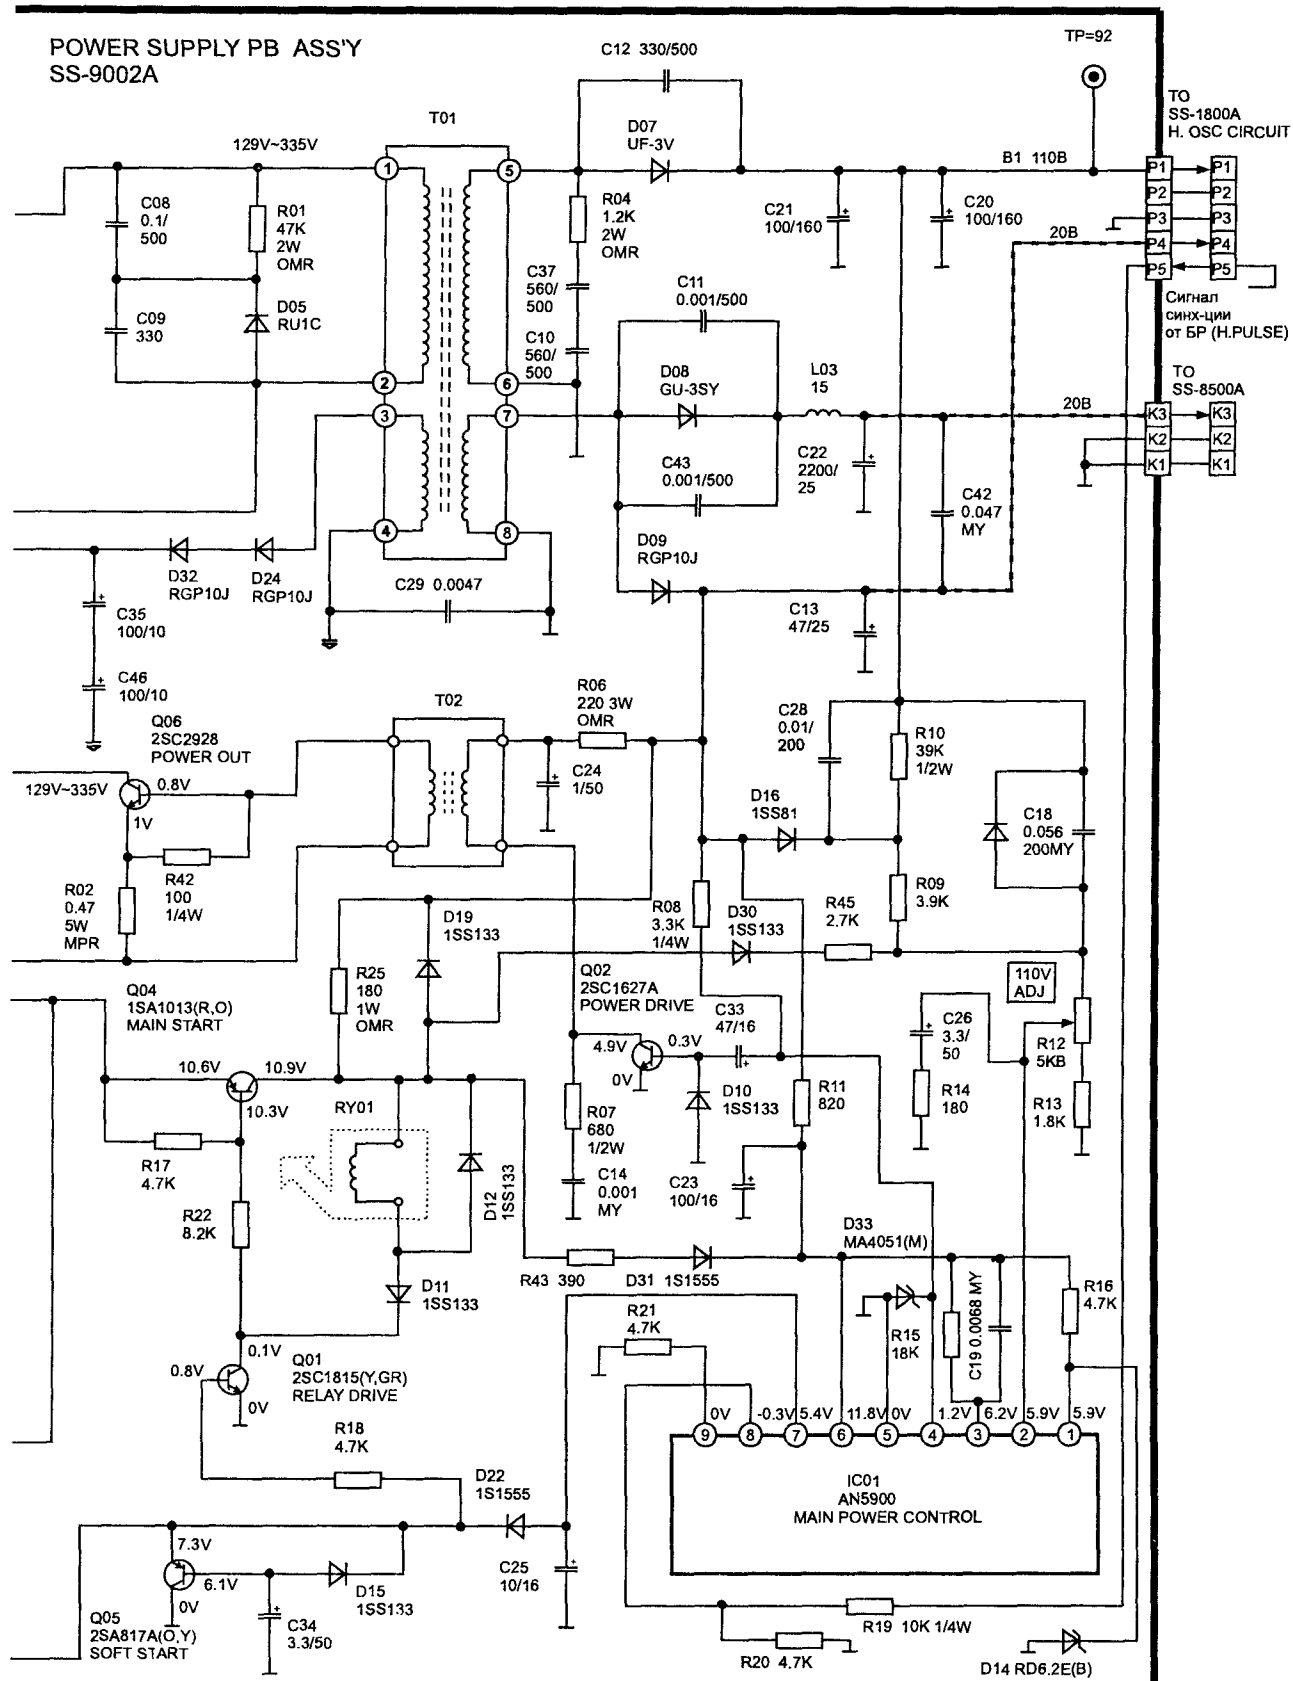 POWER SUPPLY PB ASS'Y
SS-9002A
C12 330/500
TP=92
TO
SS-1800A
H. OSC CIRCUIT
T01
129V~335V
D07
UF-3V
B1 110В
1
5
P1
P1
P2
P2
P3
P3
P4
P4
P5
P5
C08
0.1/
500
R01
47K
2W
OMR
R04
1.2K
2W
OMR
C21
100/160
C20
100/160
20В
C37
560/
500
C11
0.001/500
Сигнал
синх-ции
от БР (H.PULSE)
C09
330
D05
RU1C
C10
560/
500
D08
GU-3SY
L03
15
TO
SS-8500A
2
6
3
7
20В
K3
K3
K2
K2
K1
K1
C43
0.001/500
C22
2200/
25
C42
0.047
MY
4
8
D09
RGP10J
D32
RGP10J
D24
RGP10J
C29 0.0047
C35
100/10
C13
47/25
C46
100/10
T02
R06
220 3W
OMR
C28
0.01/
200
R10
39K
1/2W
Q06
2SC2928
POWER OUT
129V~335V
0.8V
1V
C24
1/50
D16
1SS81
C18
0.056
200MY
R42
100
1/4W
R02
0.47
5W
MPR
D19
1SS133
R08
3.3K
1/4W
D30
1SS133
R45
2.7K
R09
3.9K
R25
180
1W
OMR
Q02
2SC1627A
POWER DRIVE
110V
ADJ
Q04
1SA1013(R,O)
MAIN START
C33
47/16
C26
3.3/
50
R12
5KB
10.6V
10.9V
10.3V
4.9V
0.3V
0V
RY01
D10
1SS133
R11
820
R14
180
R13
1.8K
R07
680
1/2W
R17
4.7K
D12
1SS133
C14
0.001
MY
C23
100/16
R22
8.2K
D33
MA4051(M)
D11
1SS133
R43 390
D31 1S1555
R21
4.7K
R15
18K
C19 0.0068 MY
R16
4.7K
0.1V
0.8V
0V
Q01
2SC1815(Y,GR)
RELAY DRIVE
0V
-0.3V
5.4V
11.8V
0V
1.2V
6.2V
5.9V
5.9V
9
8
7
6
5
4
3
2
1
R18
4.7K
IC01
AN5900
MAIN POWER CONTROL
D22
1S1555
7.3V
6.1V
0V
D15
1SS133
C25
10/16
Q05
2SA817A(O,Y)
SOFT START
C34
3.3/50
R19 10K 1/4W
R20 4.7K
D14 RD6.2E(B)